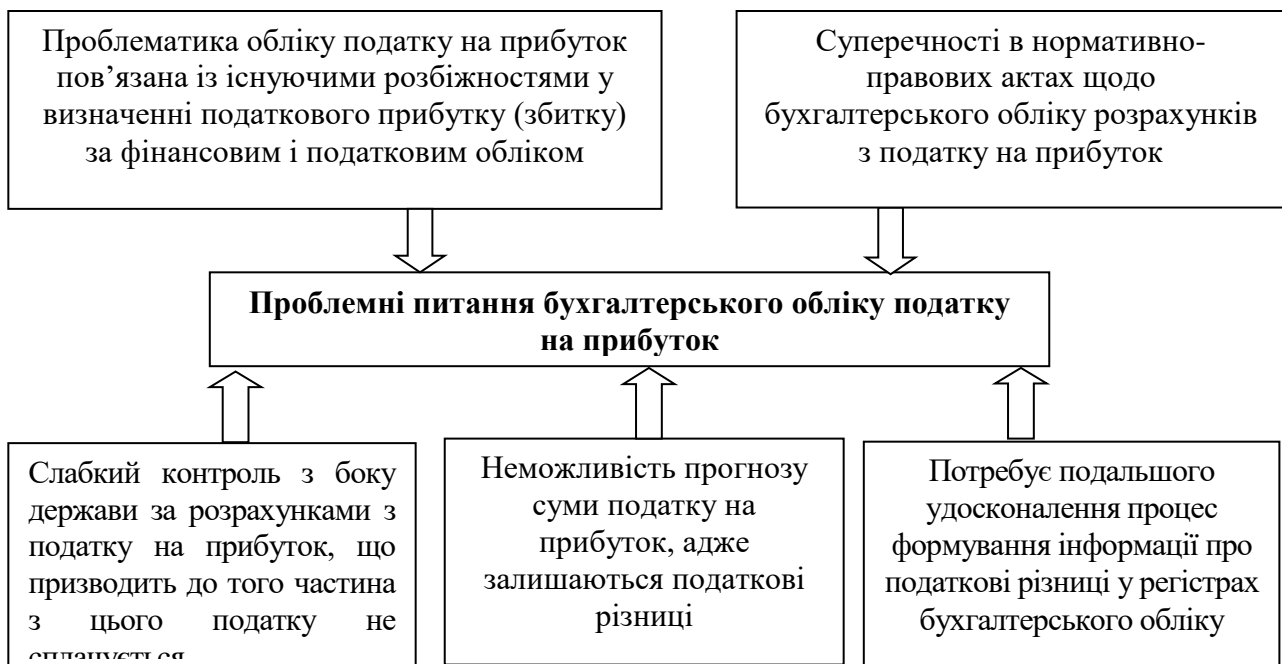 Проблематика обліку податку на прибуток
пов’язана із існуючими розбіжностями у
визначенні податкового прибутку (збитку)
за фінансовим і податковим обліком
Суперечності в нормативно-
правових актах щодо
бухгалтерського обліку розрахунків
з податку на прибуток
Проблемні питання бухгалтерського обліку податку
на прибуток
Слабкий контроль з боку
держави за розрахунками з
податку на прибуток, що
призводить до того частина
з цього податку не
сплачується
Неможливість прогнозу
суми податку на
прибуток, адже
залишаються податкові
різниці
Потребує подальшого
удосконалення процес
формування інформації про
податкові різниці у регістрах
бухгалтерського обліку